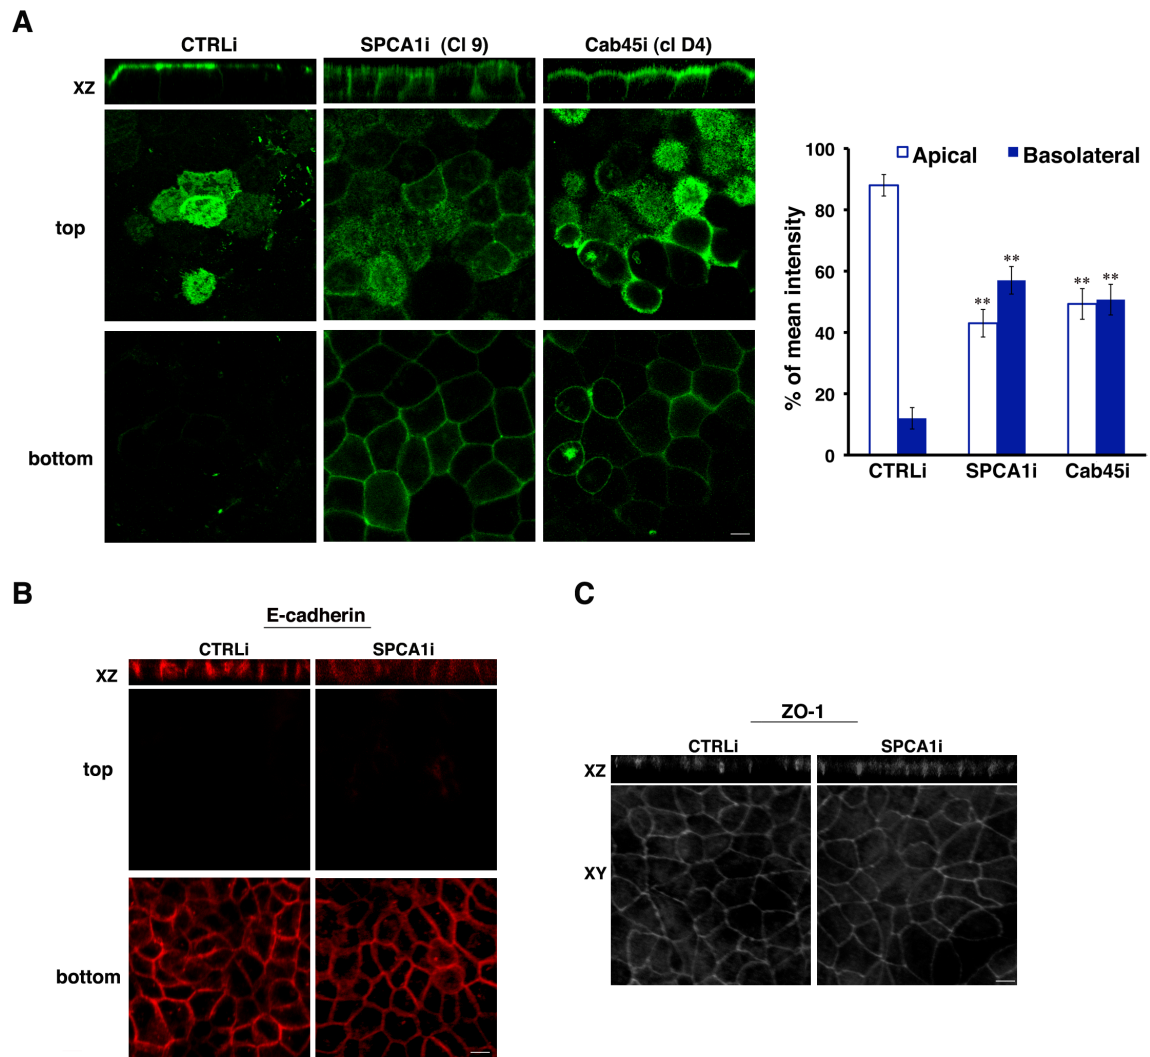 A
CTRLi SPCA1i (Cl 9) Cab45i (cl D4)
XZ
top
bottom
Apical Basolateral
% of mean intensity
100
80
60
40
20
0
** ** ** **
CTRLi SPCA1i Cab45i
B
E-cadherin
CTRLi SPCA1i
XZ
top
bottom
C
ZO-1
CTRLi SPCA1i
XZ
XY